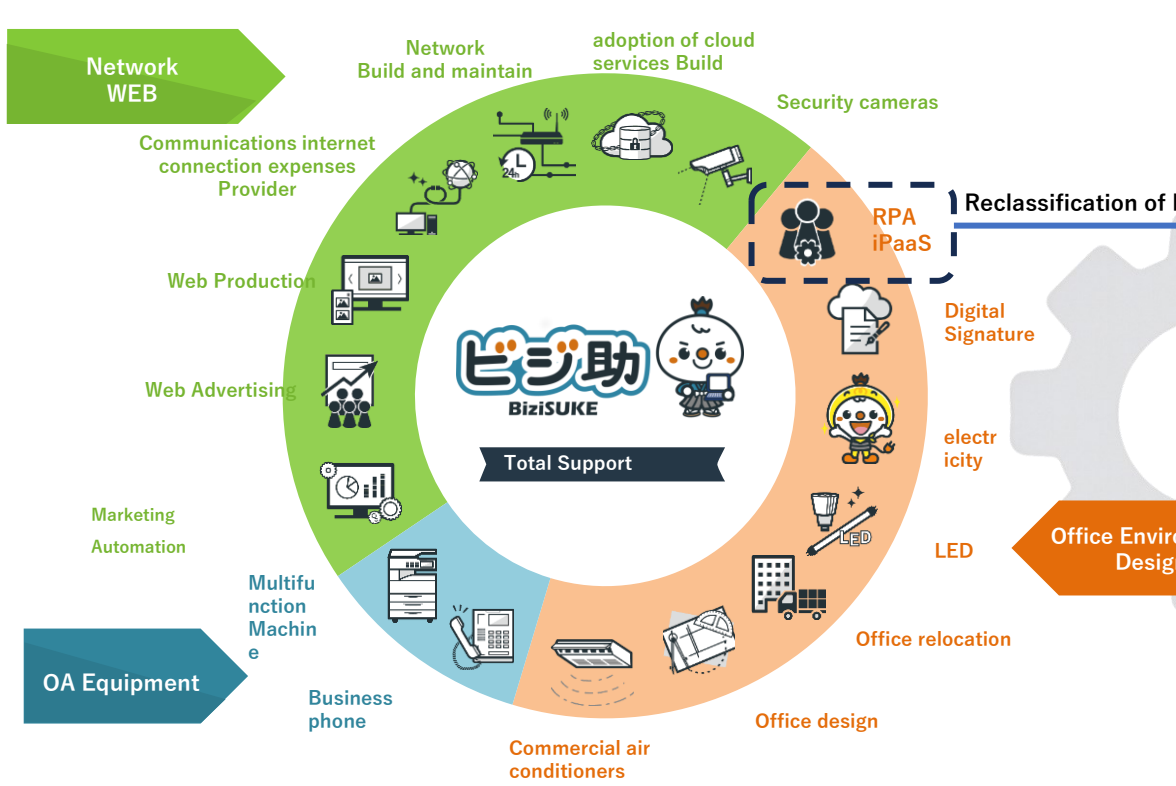 Network
WEB
Network
Build and maintain
adoption of cloud
services Build
Security cameras
Communications internet
connection expenses
Provider
24h
RPA
iPaaS
Reclassification of
Web Production
Digital
Signature
ビジ助
BiziSUKE
Web Advertising
Total Support
electr
icity
Marketing
Automation
LED
LED
Office
Multifu
nction
Machin
e
OA Equipment
Business
phone
Office relocation
Office design
Commercial air
conditioners